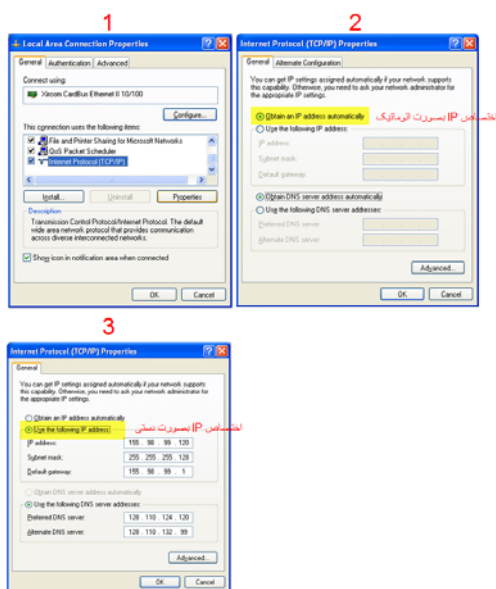 1
Local Area Connection Properties
General Authentication Advanced
Connect using:
Xircom CardBus Ethernet II 10/100
Configure...
This connection uses the following items:
File and Printer Sharing for Microsoft Networks
QoS Packet Scheduler
Internet Protocol (TCP/IP)
Install... Uninstall Properties
Description
Transmission Control Protocol/Internet Protocol. The default
wide area network protocol that provides communication
across diverse interconnected networks.
Show icon in notification area when connected
OK Cancel
2
Internet Protocol (TCP/IP) Properties
General Alternate Configuration
You can get IP settings assigned automatically if your network supports
this capability. Otherwise, you need to ask your network administrator for
the appropriate IP settings.
Obtain an IP address automatically
اختصاص IP بصورت اتوماتیک
Use the following IP address:
IP address:
Subnet mask:
Default gateway:
Obtain DNS server address automatically
Use the following DNS server addresses:
Preferred DNS server:
Alternate DNS server:
Advanced...
OK Cancel
3
Internet Protocol (TCP/IP) Properties
General
You can get IP settings assigned automatically if your network supports
this capability. Otherwise, you need to ask your network administrator for
the appropriate IP settings.
Obtain an IP address automatically
Use the following IP address:
اختصاص IP بصورت دستی
IP address: 155 . 98 . 99 . 120
Subnet mask: 255 . 255 . 255 . 128
Default gateway: 155 . 98 . 99 . 1
Obtain DNS server address automatically
Use the following DNS server addresses:
Preferred DNS server: 128 . 110 . 124 . 120
Alternate DNS server: 128 . 110 . 132 . 99
Advanced...
OK Cancel